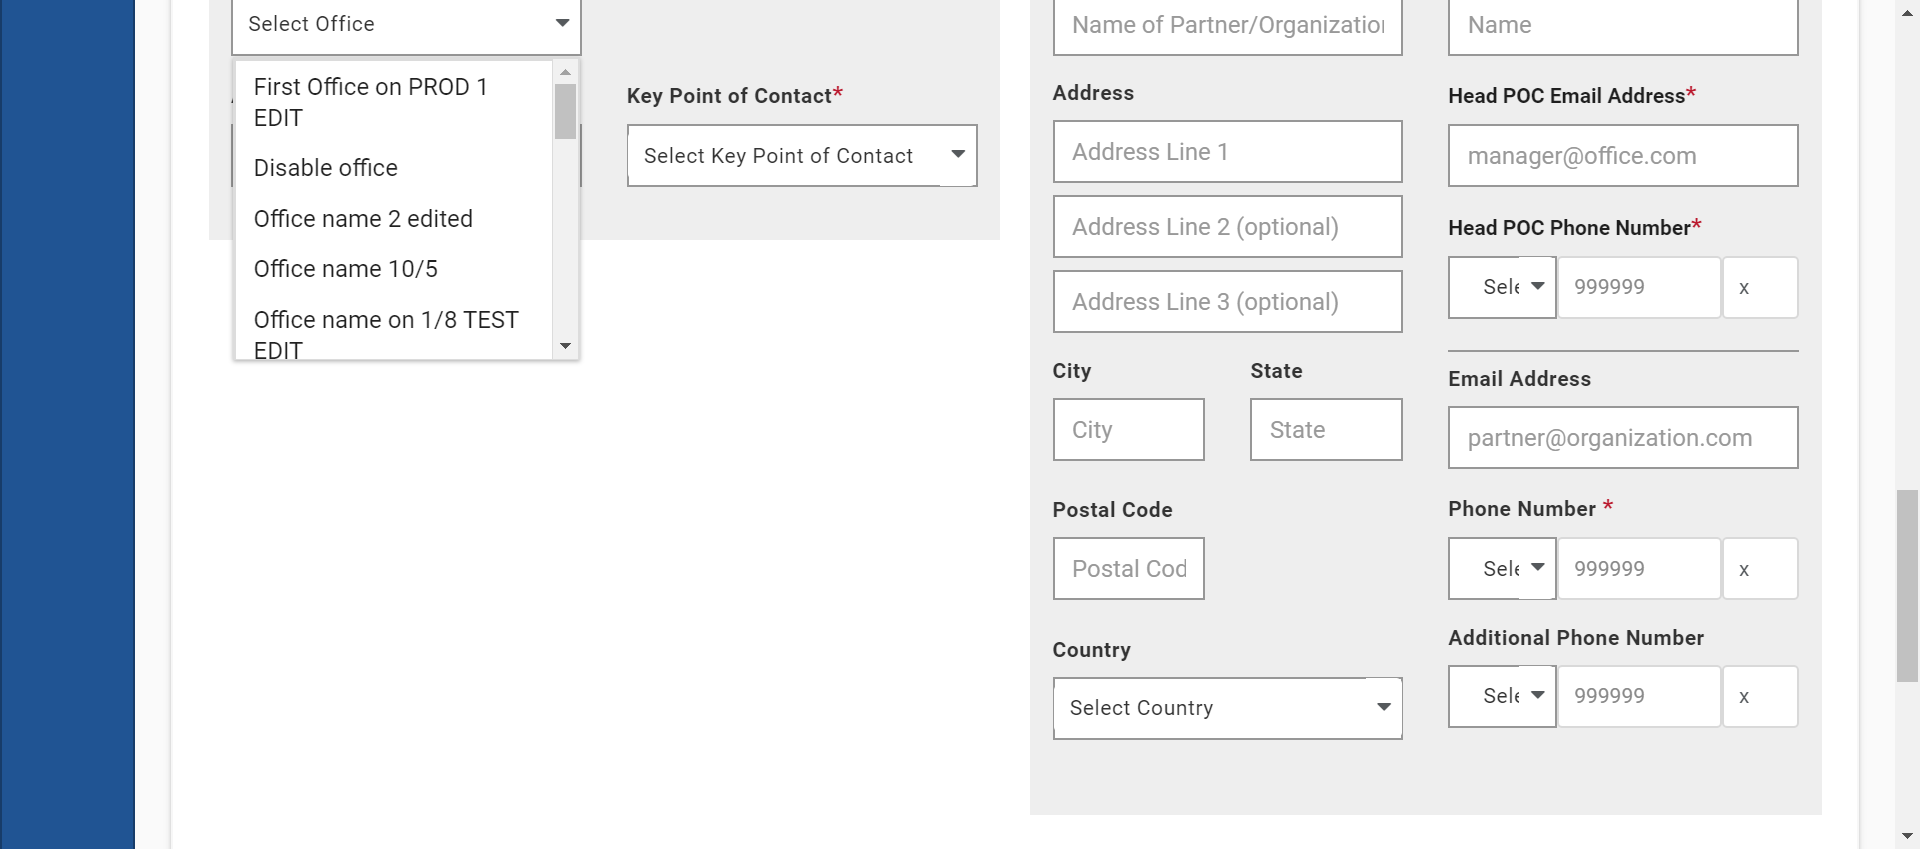 Select Office
First Office on PROD 1
EDIT
Disable office
Office name 2 edited
Office name 10/5
Office name on 1/8 TEST
EDIT
Key Point of Contact*
Select Key Point of Contact
Name of Partner/Organization
Address
Address Line 1
Address Line 2 (optional)
Address Line 3 (optional)
City State
City State
Postal Code
Postal Cod
Country
Select Country
Name
Head POC Email Address*
manager@office.com
Head POC Phone Number*
Sele 999999 x
Email Address
partner@organization.com
Phone Number *
Sele 999999 x
Additional Phone Number
Sele 999999 x